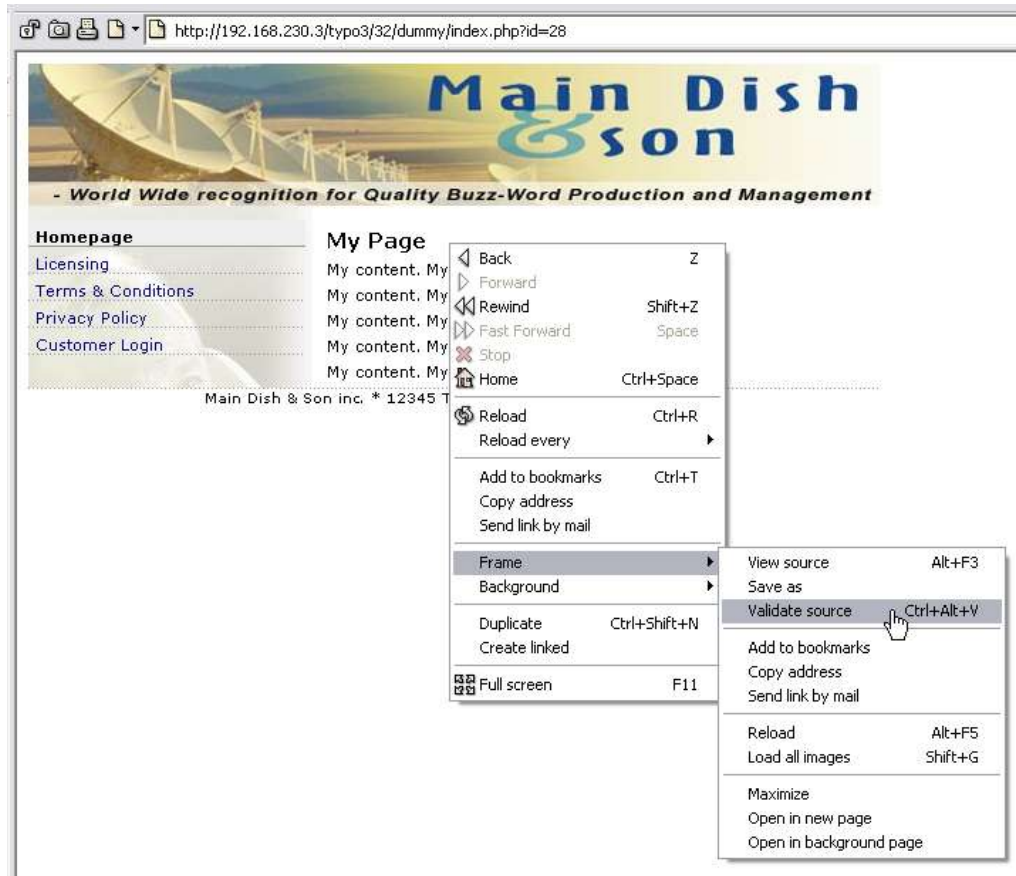 http://192.168.230.3/typo3/32/dummy/index.php?id=28
Main Dish
& son
- World Wide recognition for Quality Buzz-Word Production and Management
Homepage
Licensing
Terms & Conditions
Privacy Policy
Customer Login
My Page
My content. My
My content. My
My content. My
My content. My
My content. My
Main Dish & Son inc. * 12345 T
Back Z
Forward
Rewind Shift+Z
Fast Forward Space
Stop
Home Ctrl+Space
Reload Ctrl+R
Reload every
Add to bookmarks Ctrl+T
Copy address
Send link by mail
Frame
Background
Duplicate Ctrl+Shift+N
Create linked
Full screen F11
View source Alt+F3
Save as
Validate source Ctrl+Alt+V
Add to bookmarks
Copy address
Send link by mail
Reload Alt+F5
Load all images Shift+G
Maximize
Open in new page
Open in background page